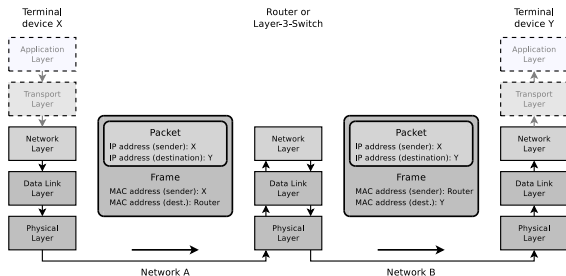 Terminal
device X
Router or
Layer-3-Switch
Terminal
device Y
Application
Layer
Transport
Layer
Network
Layer
Data Link
Layer
Physical
Layer
Packet
IP address (sender): X
IP address (destination): Y
Frame
MAC address (sender): X
MAC address (dest.): Router
Network
Layer
Data Link
Layer
Physical
Layer
Packet
IP address (sender): X
IP address (destination): Y
Frame
MAC address (sender): Router
MAC address (dest.): Y
Application
Layer
Transport
Layer
Network
Layer
Data Link
Layer
Physical
Layer
Network A
Network B